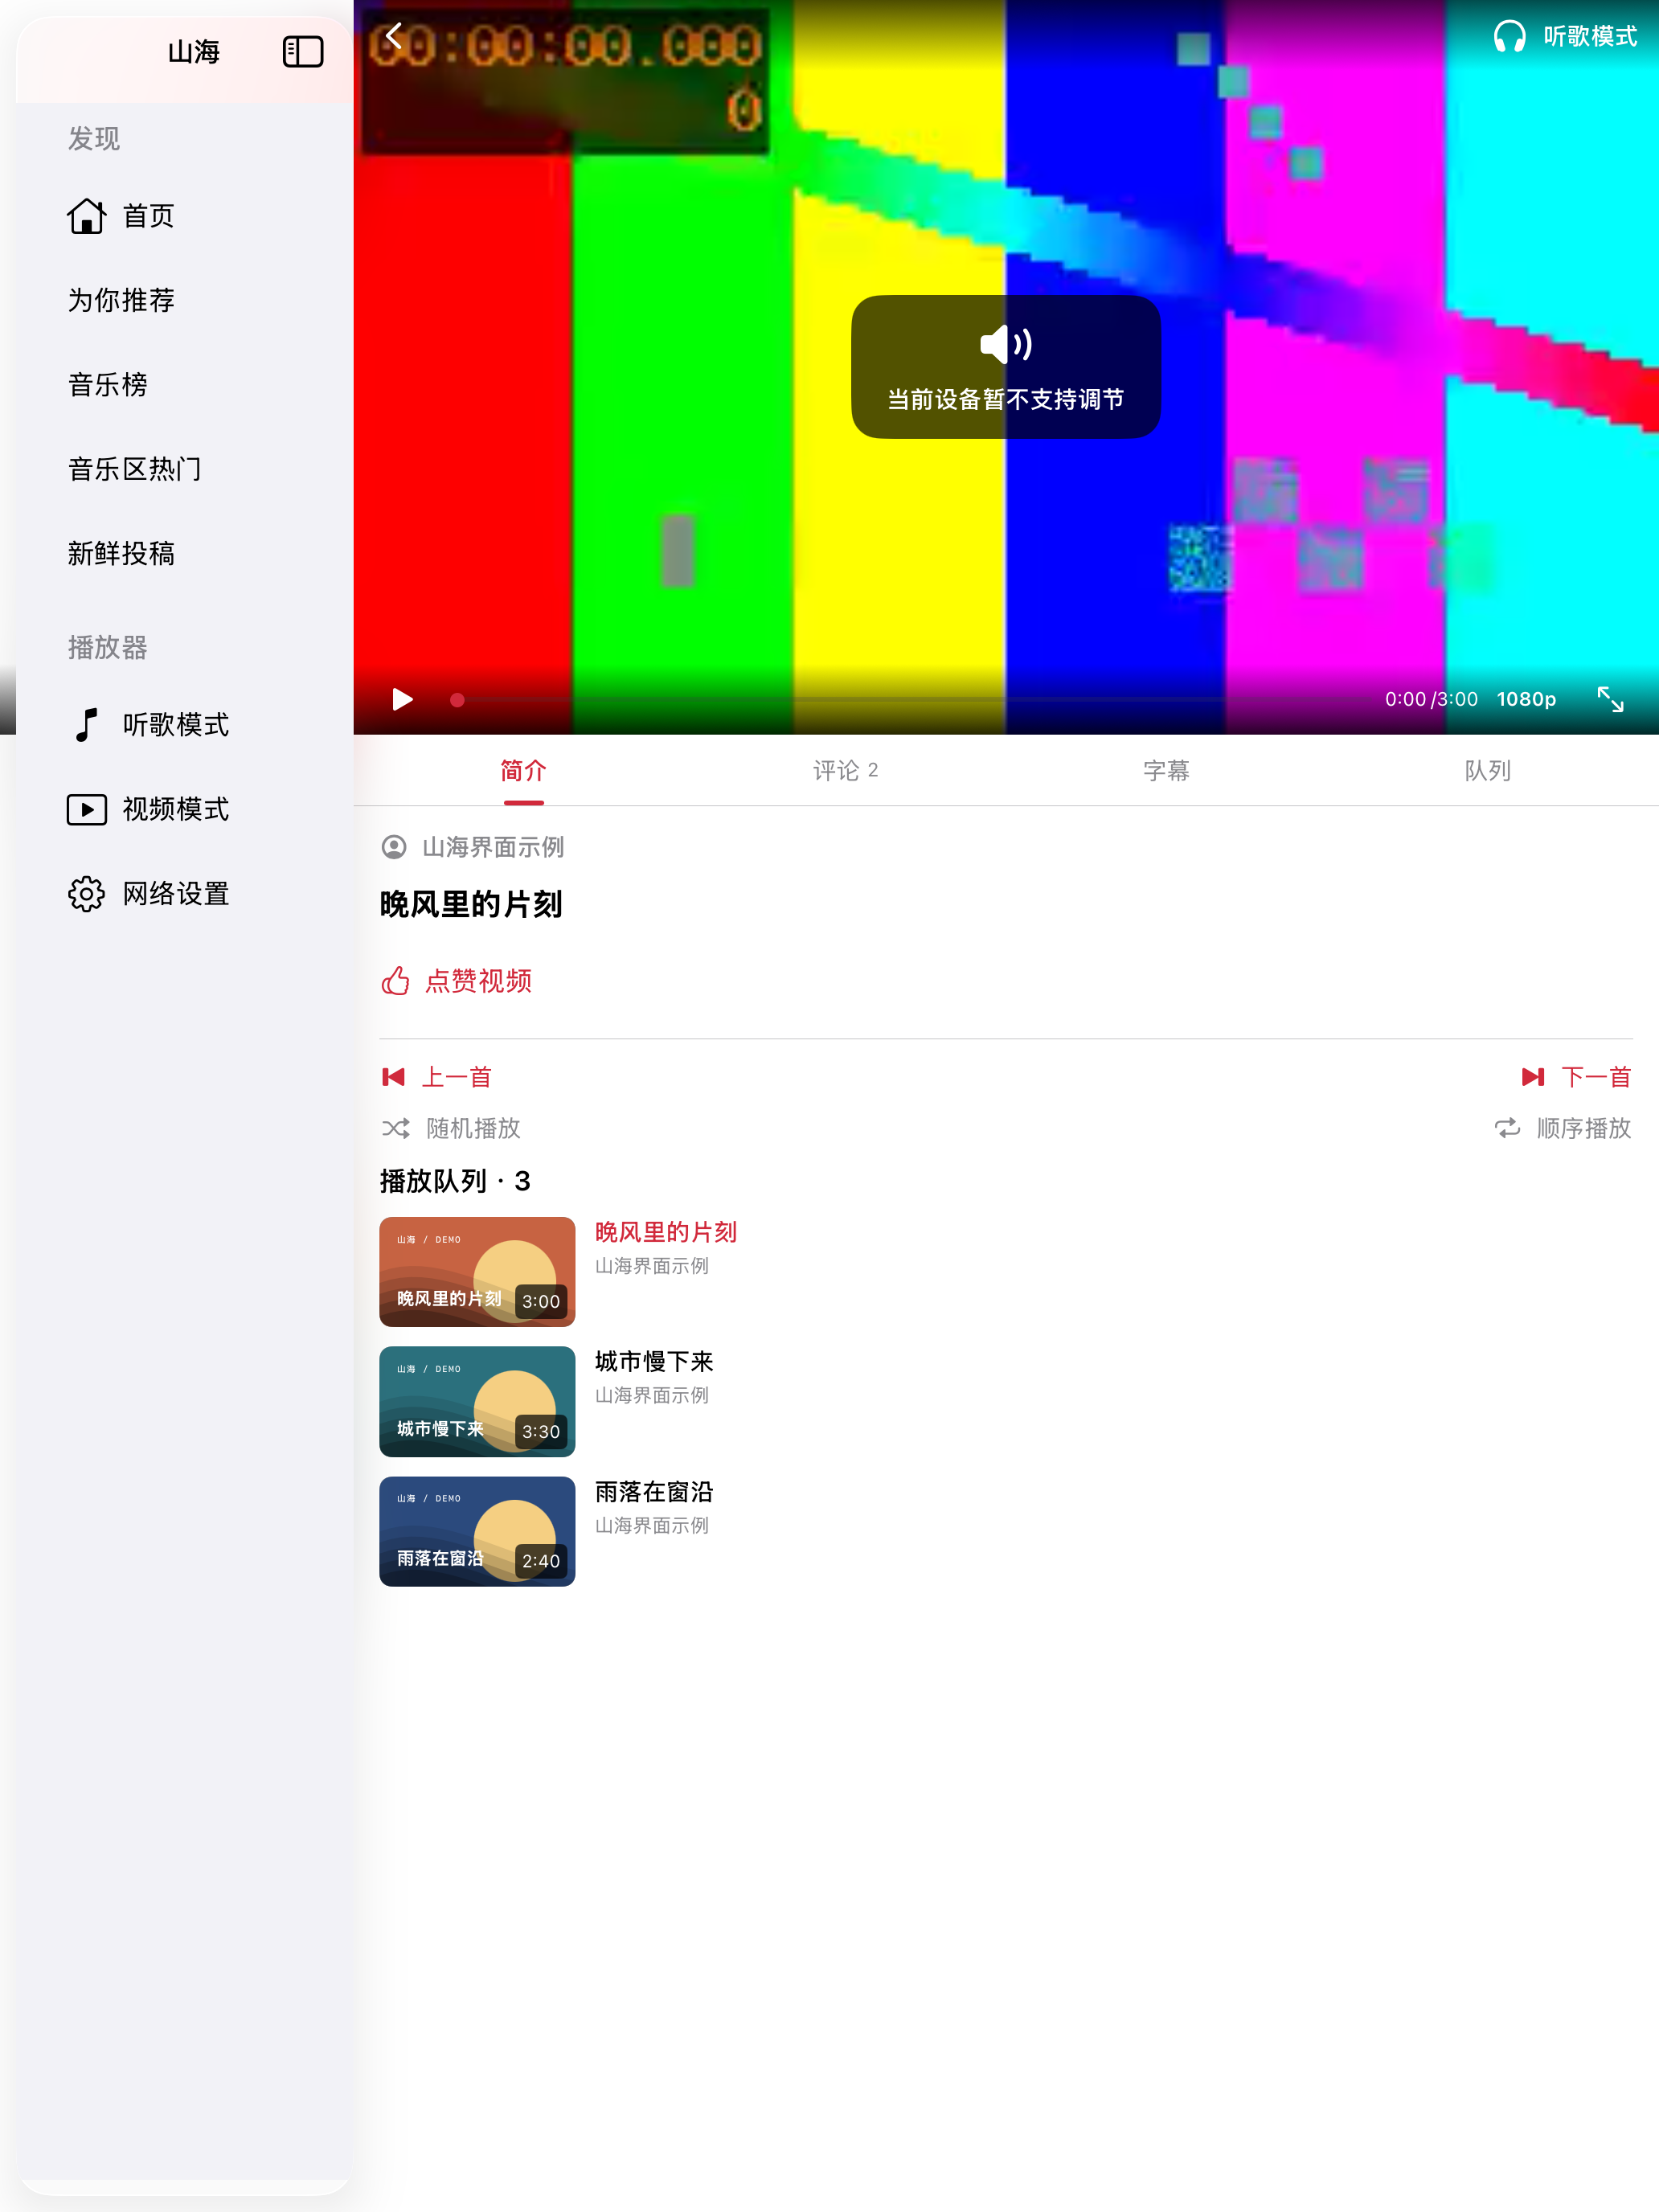 山海
发现
首页
为你推荐
音乐榜
音乐区热门
新鲜投稿
播放器
听歌模式
视频模式
网络设置
00:00:00.000
0
听歌模式
当前设备暂不支持调节
0:00 /3:00 1080p
简介 评论 2 字幕 队列
山海界面示例
晚风里的片刻
点赞视频
上一首 下一首
随机播放 顺序播放
播放队列 · 3
山海 / DEMO
晚风里的片刻 3:00
晚风里的片刻
山海界面示例
山海 / DEMO
城市慢下来 3:30
城市慢下来
山海界面示例
山海 / DEMO
雨落在窗沿 2:40
雨落在窗沿
山海界面示例